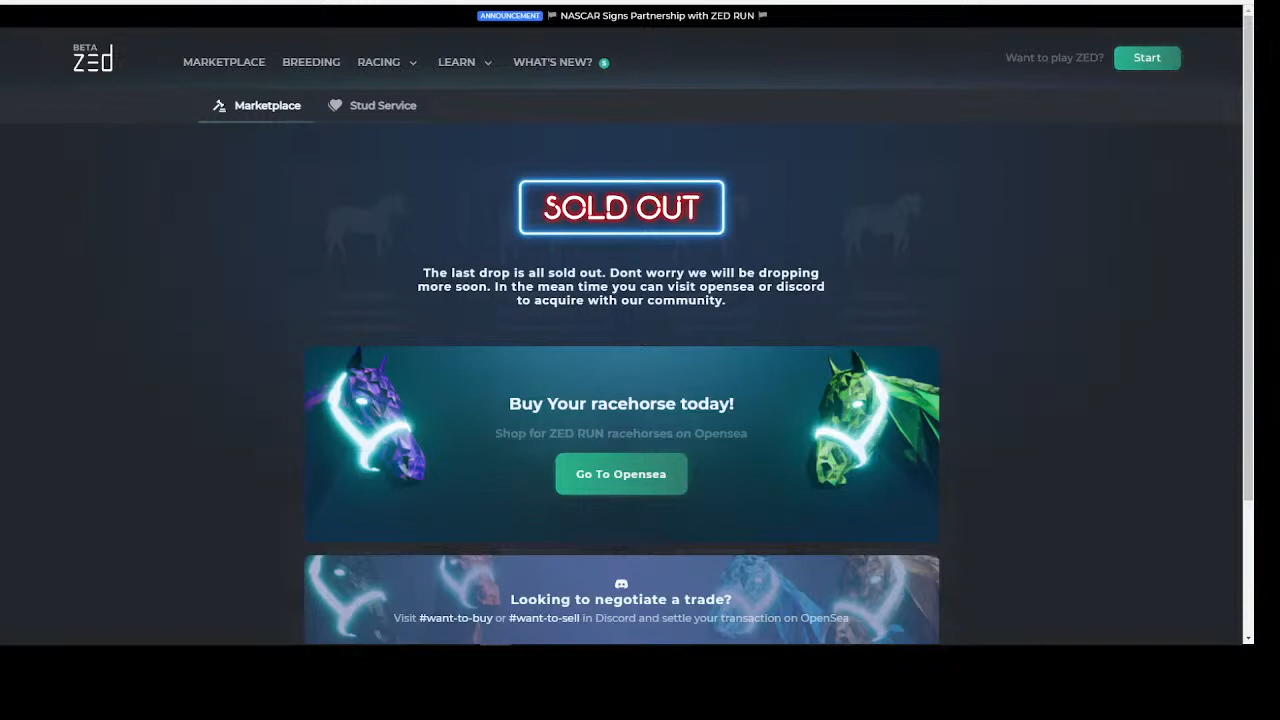 ANNOUNCEMENT NASCAR Signs Partnership with ZED RUN
BETA
zed
MARKETPLACE BREEDING RACING LEARN WHAT'S NEW? 5
Want to play ZED? Start
Marketplace Stud Service
SOLD OUT
The last drop is all sold out. Dont worry we will be dropping
more soon. In the mean time you can visit opensea or discord
to acquire with our community.
Buy Your racehorse today!
Shop for ZED RUN racehorses on Opensea
Go To Opensea
Looking to negotiate a trade?
Visit #want-to-buy or #want-to-sell in Discord and settle your transaction on OpenSea